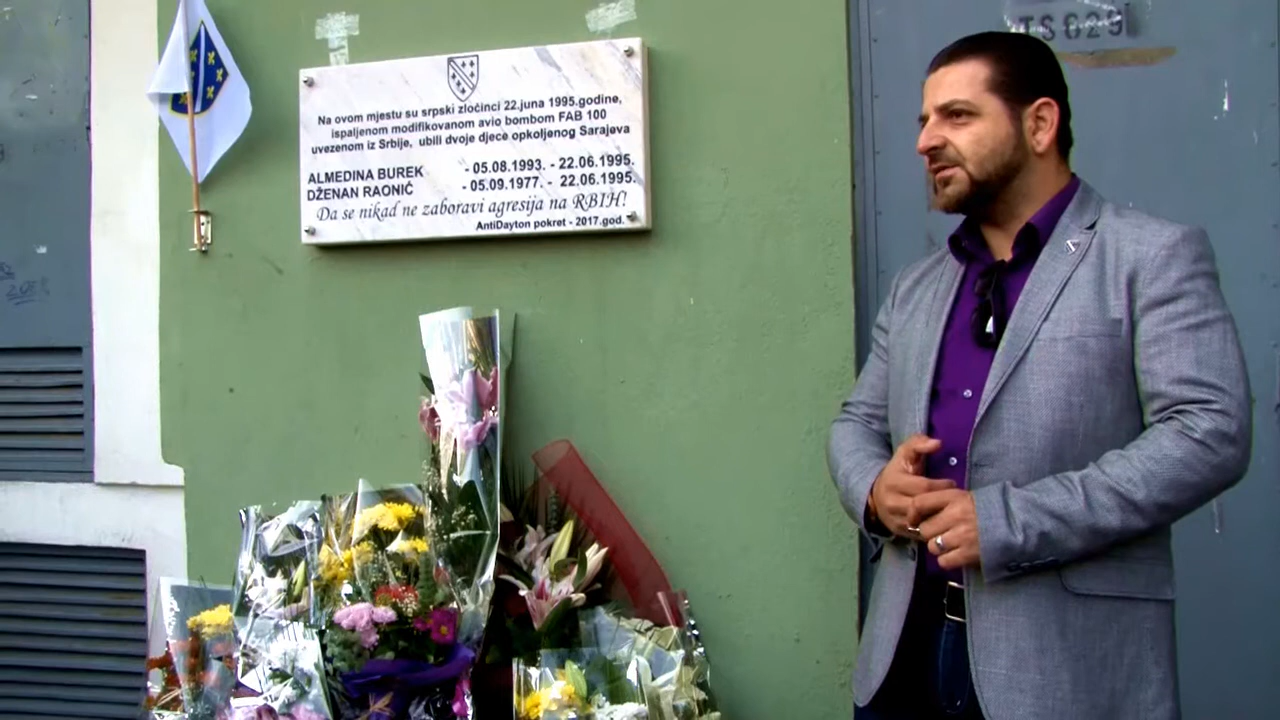 TS 829
Na ovom mjestu su srpski zločinci 22.juna 1995.godine,
ispaljenom modifikovanom avio bombom FAB 100
uvezenom iz Srbije, ubili dvoje djece opkoljenog Sarajeva
ALMEDINA BUREK - 05.08.1993. - 22.06.1995.
DŽENAN RAONIĆ - 05.09.1977. - 22.06.1995.
Da se nikad ne zaboravi agresija na RBIH!
AntiDayton pokret - 2017.god.